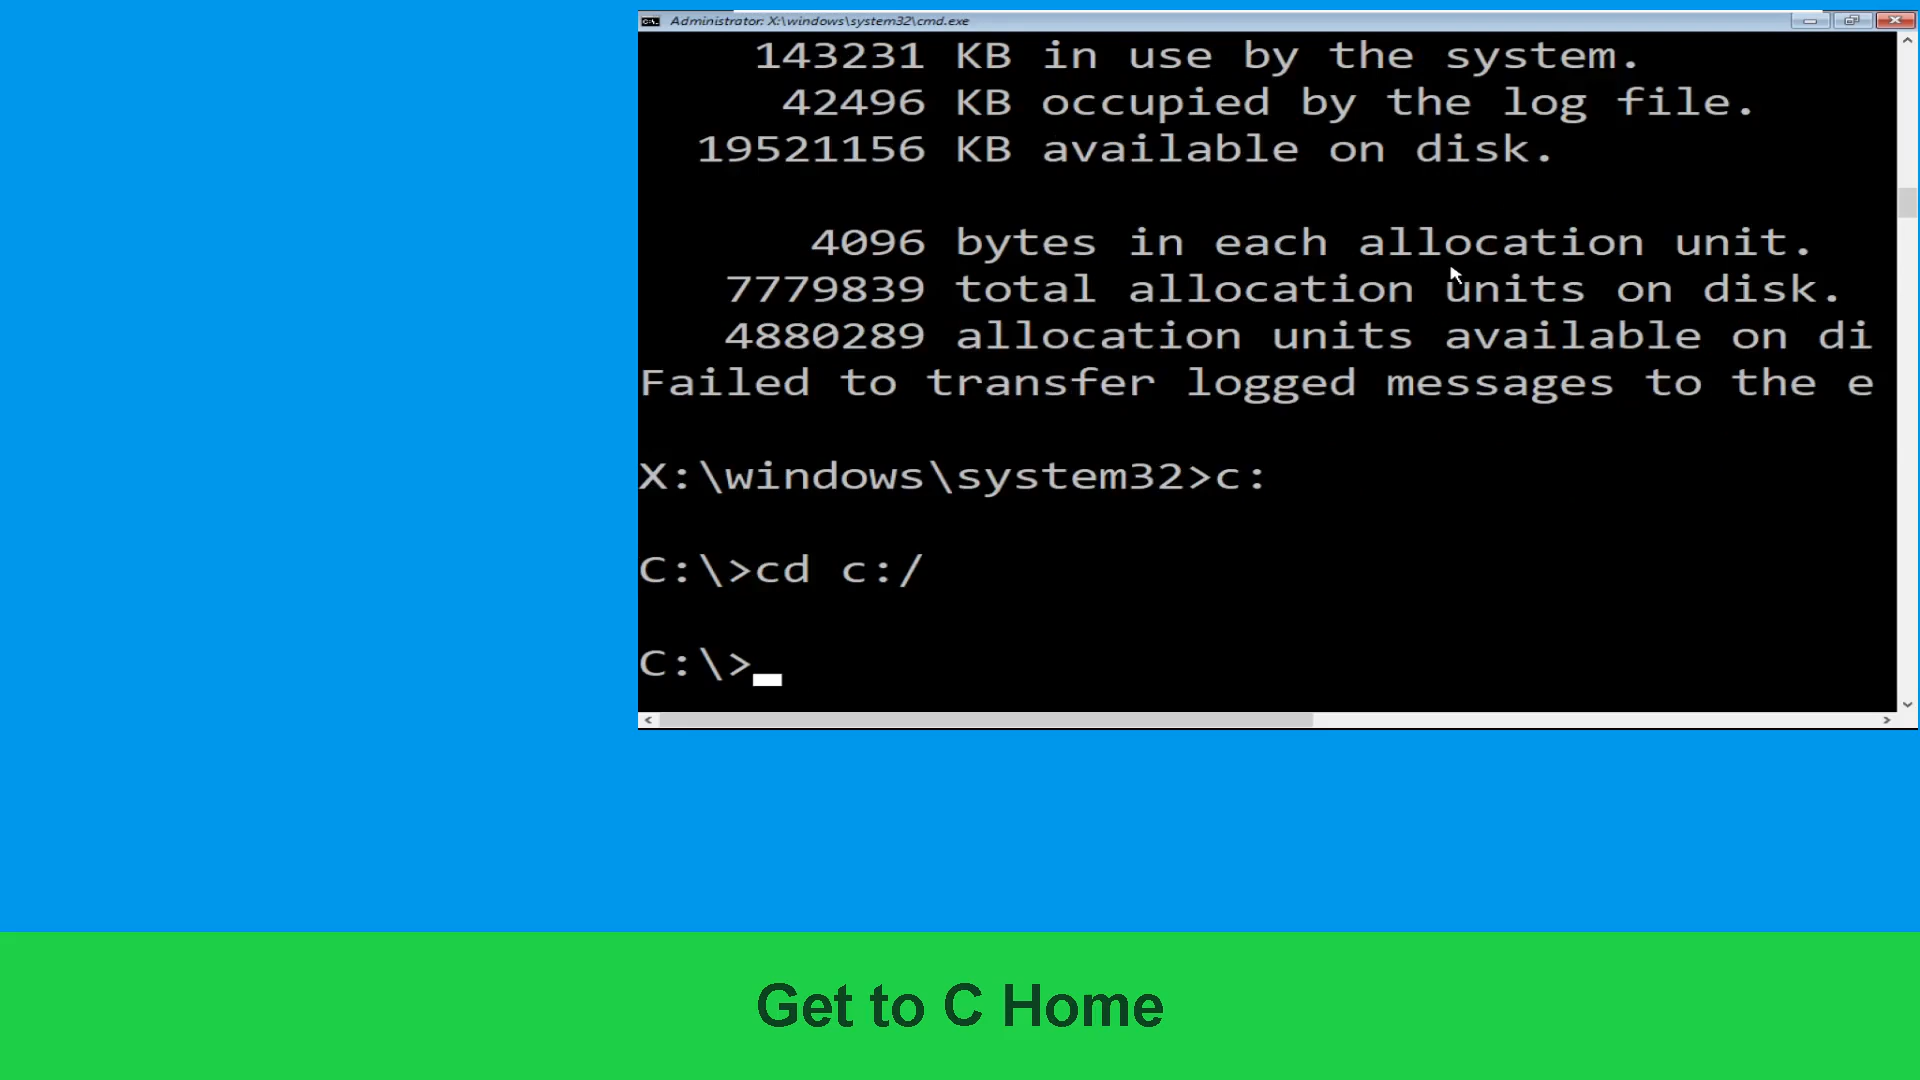 Administrator: X:\windows\system32\cmd.exe
143231 KB in use by the system.
42496 KB occupied by the log file.
19521156 KB available on disk.
4096 bytes in each allocation unit.
7779839 total allocation units on disk.
4880289 allocation units available on di
Failed to transfer logged messages to the e
X:\windows\system32>c:
C:\>cd c:/
C:\>
Get to C Home